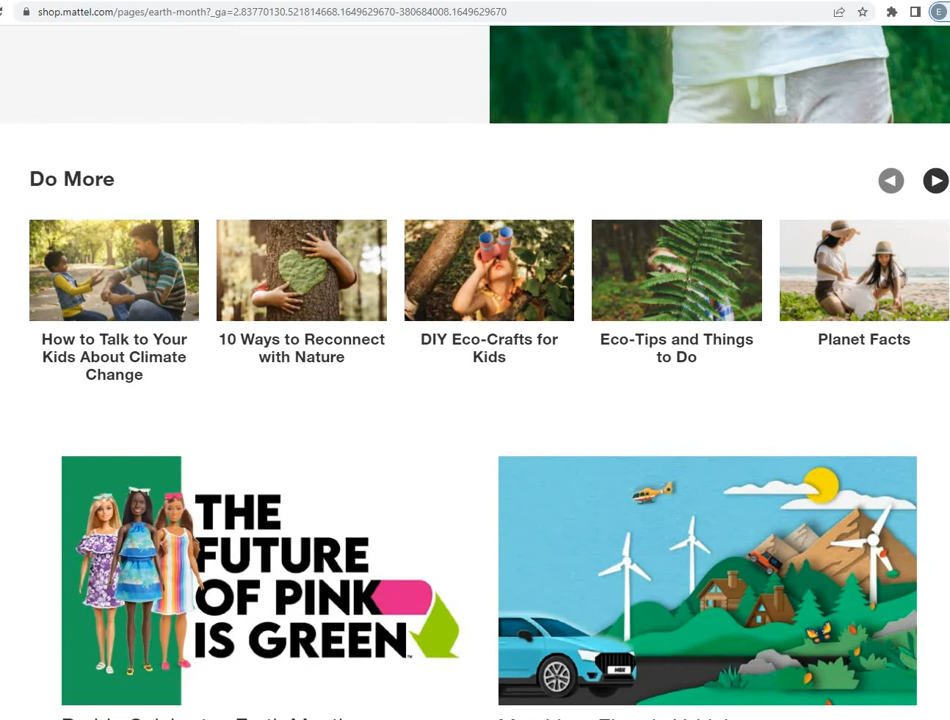 shop.mattel.com/pages/earth-month?_ga=2.83770130.521814668.1649629670-380684008.1649629670
E
Do More
How to Talk to Your
Kids About Climate
Change
10 Ways to Reconnect
with Nature
DIY Eco-Crafts for
Kids
Eco-Tips and Things
to Do
Planet Facts
THE
FUTURE
OF PINK
IS GREEN™
MBX